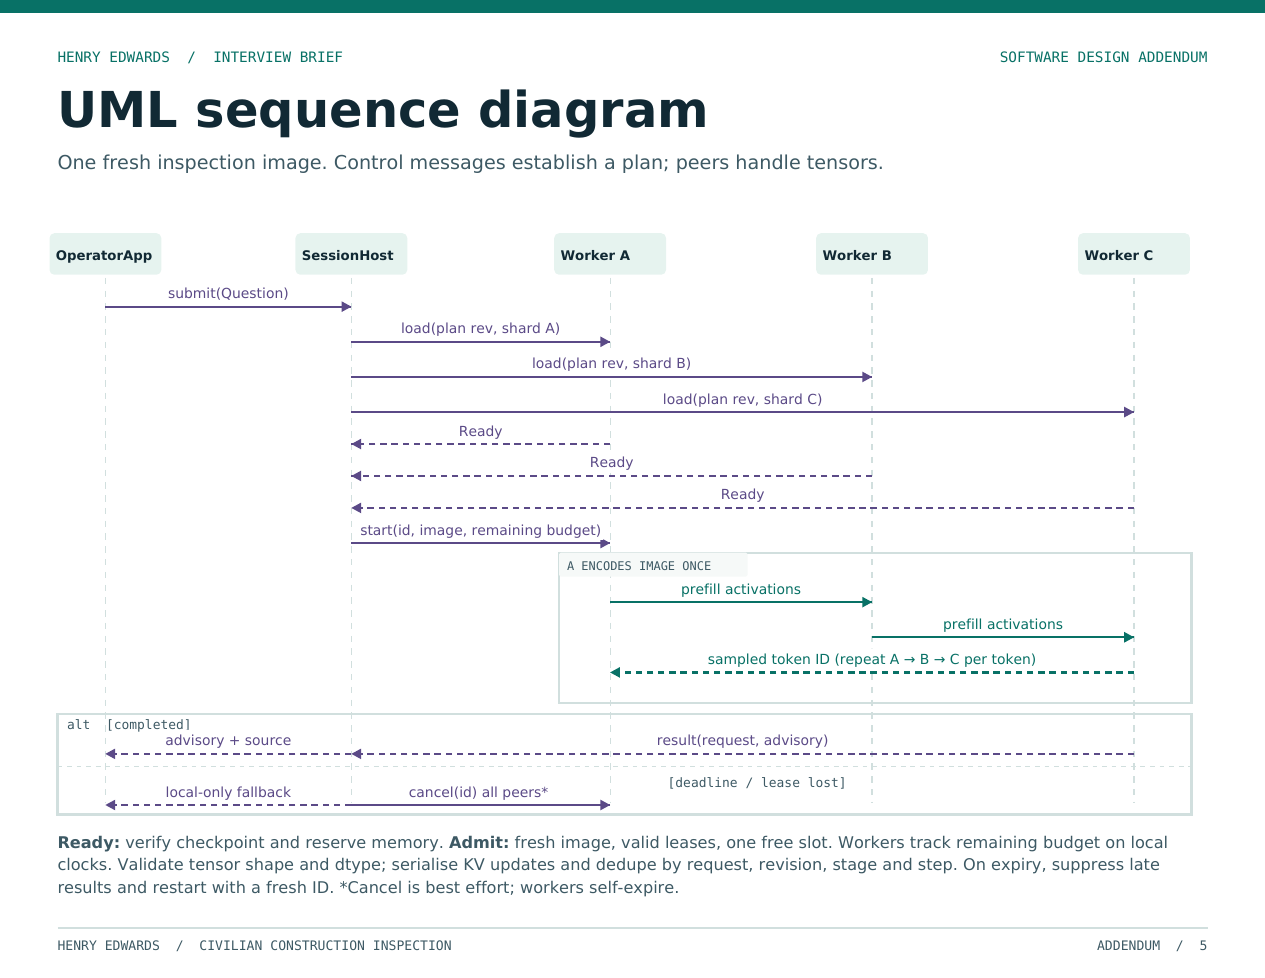 HENRY EDWARDS / INTERVIEW BRIEF
SOFTWARE DESIGN ADDENDUM
UML sequence diagram
One fresh inspection image. Control messages establish a plan; peers handle tensors.
OperatorApp
SessionHost
Worker A
Worker B
Worker C
submit(Question)
load(plan rev, shard A)
load(plan rev, shard B)
load(plan rev, shard C)
Ready
Ready
Ready
start(id, image, remaining budget)
A ENCODES IMAGE ONCE
prefill activations
prefill activations
sampled token ID (repeat A → B → C per token)
alt [completed]
advisory + source
result(request, advisory)
[deadline / lease lost]
local-only fallback
cancel(id) all peers*
Ready: verify checkpoint and reserve memory. Admit: fresh image, valid leases, one free slot. Workers track remaining budget on local
clocks. Validate tensor shape and dtype; serialise KV updates and dedupe by request, revision, stage and step. On expiry, suppress late
results and restart with a fresh ID. *Cancel is best effort; workers self-expire.
HENRY EDWARDS / CIVILIAN CONSTRUCTION INSPECTION
ADDENDUM / 5